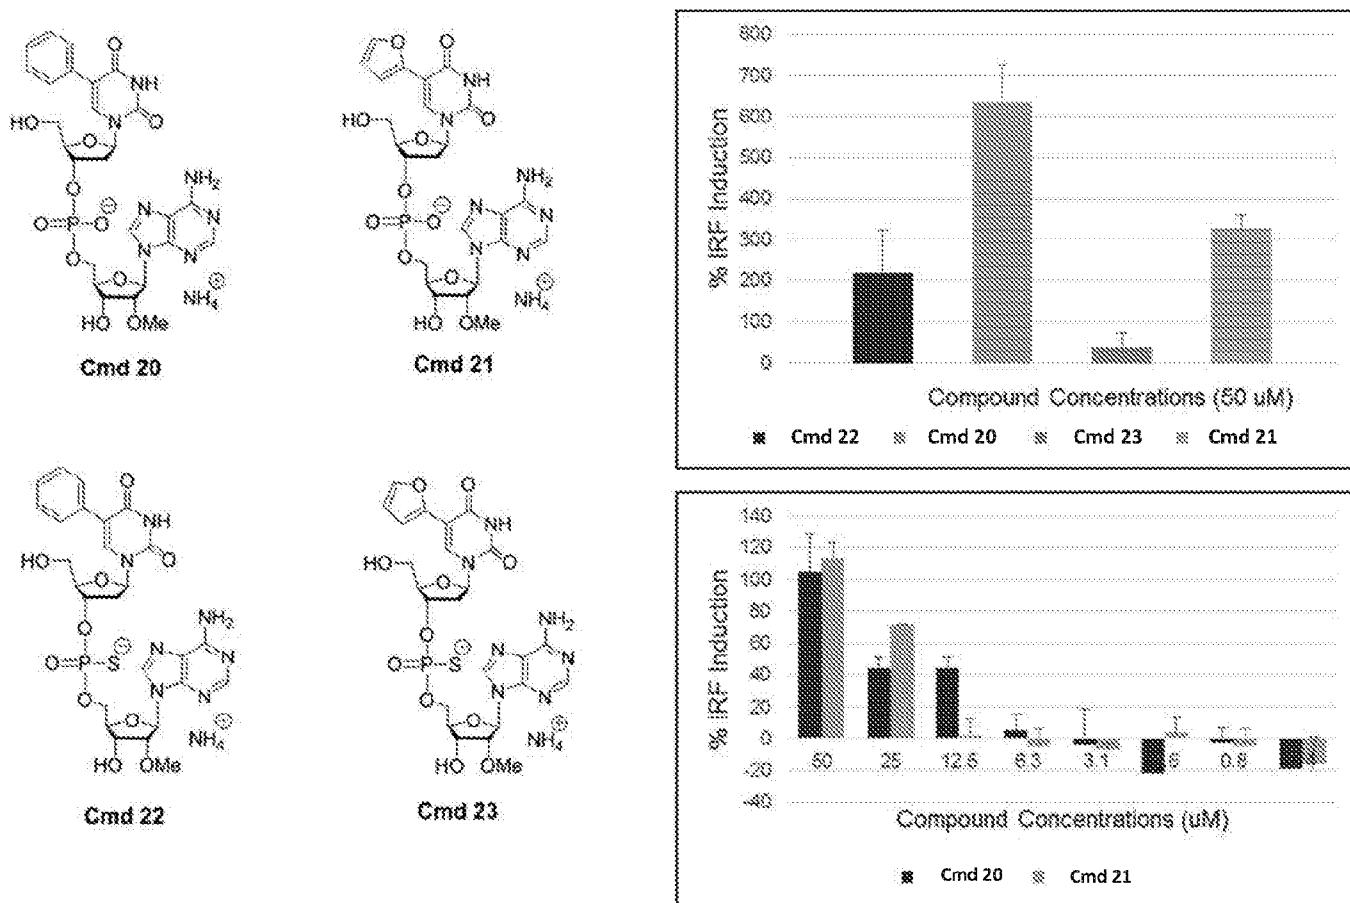 O
NH
N
O
HO
O
O
O=P-O⊖
O
NH₂
N
N
N
N
O
NH₄⊕
HO
OMe
Cmd 20
O
O
NH
N
O
HO
O
O
O=P-O⊖
O
NH₂
N
N
N
N
O
NH₄⊕
HO
OMe
Cmd 21
O
NH
N
O
HO
O
O
O=P-S⊖
O
NH₂
N
N
N
N
O
NH₄⊕
HO
OMe
Cmd 22
O
O
NH
N
O
HO
O
O
O=P-S
O
NH₂
N
N
N
N
O
NH₄⊕
HO
OMe
Cmd 23
% IRF Induction
800
700
600
500
400
300
200
100
0
Compound Concentrations (50 uM)
Cmd 22 Cmd 20 Cmd 23 Cmd 21
% IRF Induction
140
120
100
80
60
40
20
0
-20
-40
50 25 12.5 6.3 3.1 0.8
Compound Concentrations (uM)
Cmd 20 Cmd 21